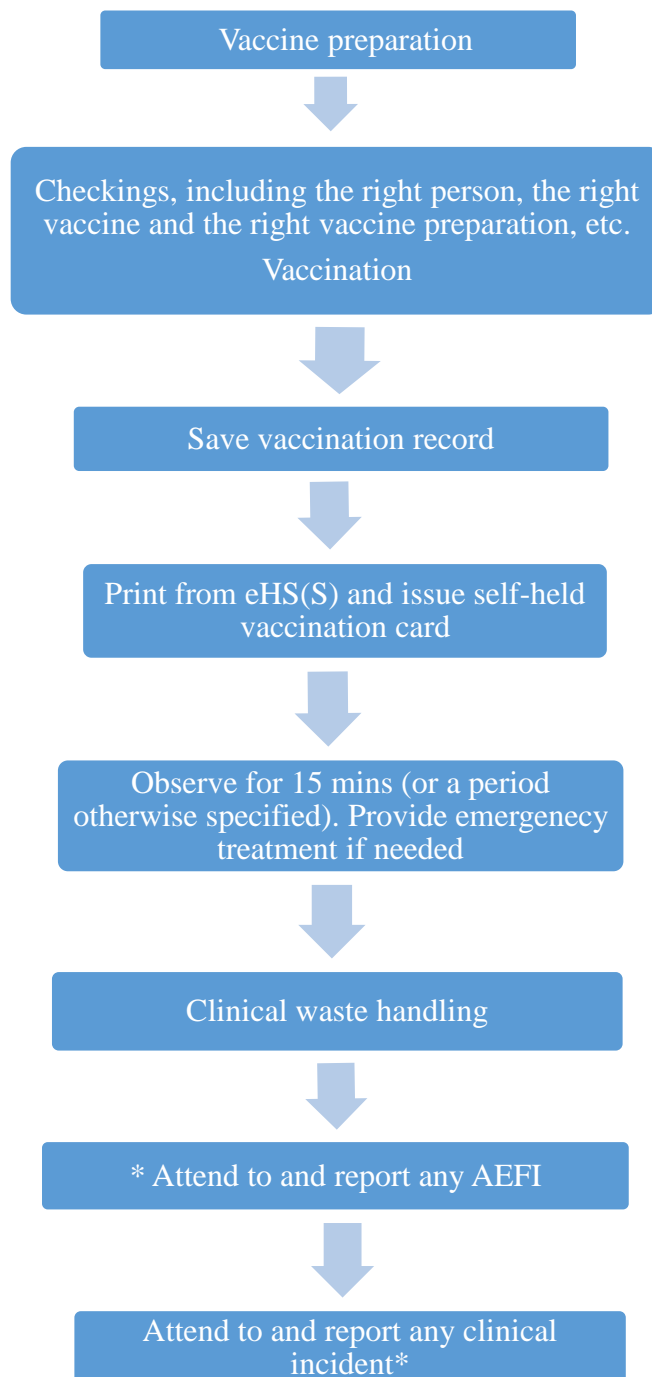 Vaccine preparation
Checkings, including the right person, the right
vaccine and the right vaccine preparation, etc.
Vaccination
Save vaccination record
Print from eHS(S) and issue self-held
vaccination card
Observe for 15 mins (or a period
otherwise specified). Provide emergenecy
treatment if needed
Clinical waste handling
* Attend to and report any AEFI
Attend to and report any clinical
incident*